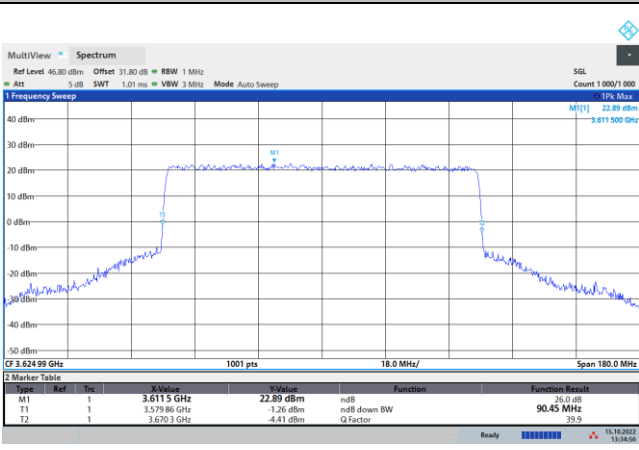 MultiView Spectrum
Ref Level 46.80 dBm Offset 31.80 dB RBW 1 MHz SGL
Att 5 dB SWT 1.01 ms VBW 3 MHz Mode Auto Sweep Count 1 000/1 000
1 Frequency Sweep 1Pk Max
M1[1] 22.89 dBm
3.611 500 GHz
40 dBm
30 dBm
M1
20 dBm
10 dBm
T1
0 dBm
T2
-10 dBm
-20 dBm
-30 dBm
-40 dBm
-50 dBm
CF 3.624 99 GHz 1001 pts 18.0 MHz/ Span 180.0 MHz
2 Marker Table
Type Ref Trc X-Value Y-Value Function Function Result
M1 1 3.611 5 GHz 22.89 dBm ndB 26.0 dB
T1 1 3.579 86 GHz -1.26 dBm ndB down BW 90.45 MHz
T2 1 3.670 3 GHz -4.41 dBm Q Factor 39.9
Ready 15.10.2022
13:34:56